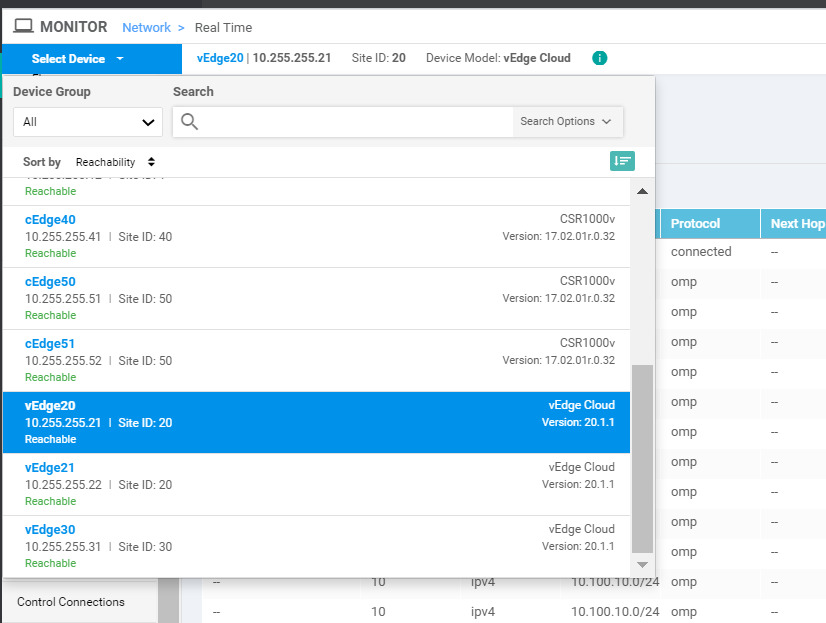 MONITOR Network > Real Time
Select Device vEdge20 | 10.255.255.21 Site ID: 20 Device Model: vEdge Cloud i
Device Group Search
All Search Options
Sort by Reachability
Reachable
cEdge40 CSR1000v
10.255.255.41 | Site ID: 40 Version: 17.02.01r.0.32
Reachable
cEdge50 CSR1000v
10.255.255.51 | Site ID: 50 Version: 17.02.01r.0.32
Reachable
cEdge51 CSR1000v
10.255.255.52 | Site ID: 50 Version: 17.02.01r.0.32
Reachable
vEdge20 vEdge Cloud
10.255.255.21 | Site ID: 20 Version: 20.1.1
Reachable
vEdge21 vEdge Cloud
10.255.255.22 | Site ID: 20 Version: 20.1.1
Reachable
vEdge30 vEdge Cloud
10.255.255.31 | Site ID: 30 Version: 20.1.1
Reachable
Control Connections
Protocol Next Hop
connected --
omp --
omp --
omp --
omp --
omp --
omp --
omp --
omp --
omp --
omp --
-- 10 ipv4 10.100.10.0/24 omp --
-- 10 ipv4 10.100.10.0/24 omp --